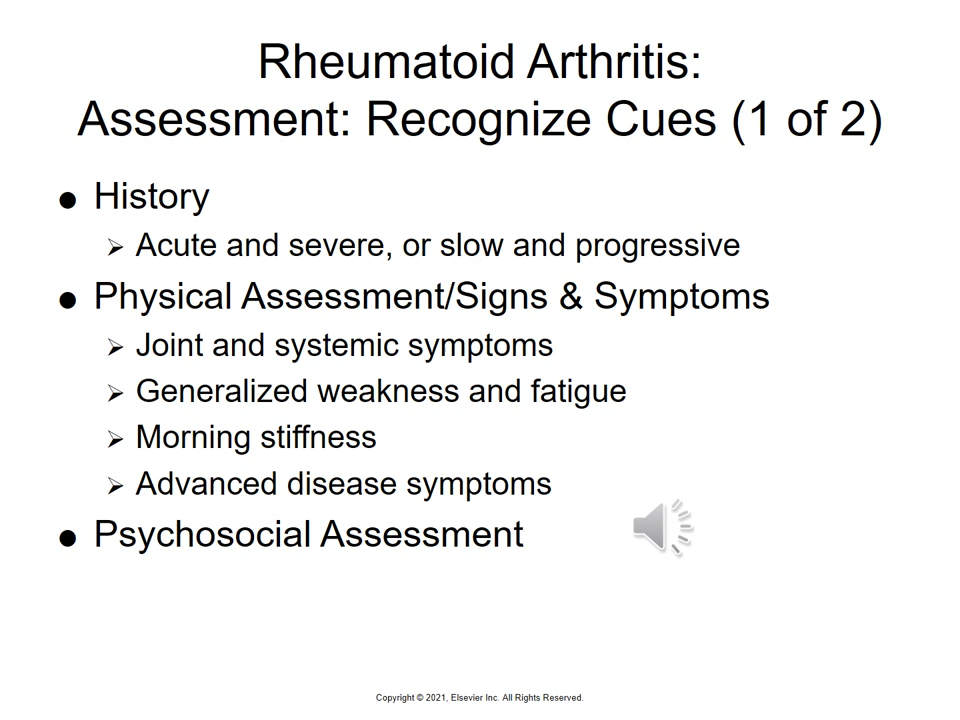 Rheumatoid Arthritis:
Assessment: Recognize Cues (1 of 2)
● History
➢ Acute and severe, or slow and progressive
● Physical Assessment/Signs & Symptoms
➢ Joint and systemic symptoms
➢ Generalized weakness and fatigue
➢ Morning stiffness
➢ Advanced disease symptoms
● Psychosocial Assessment
Copyright © 2021, Elsevier Inc. All Rights Reserved.